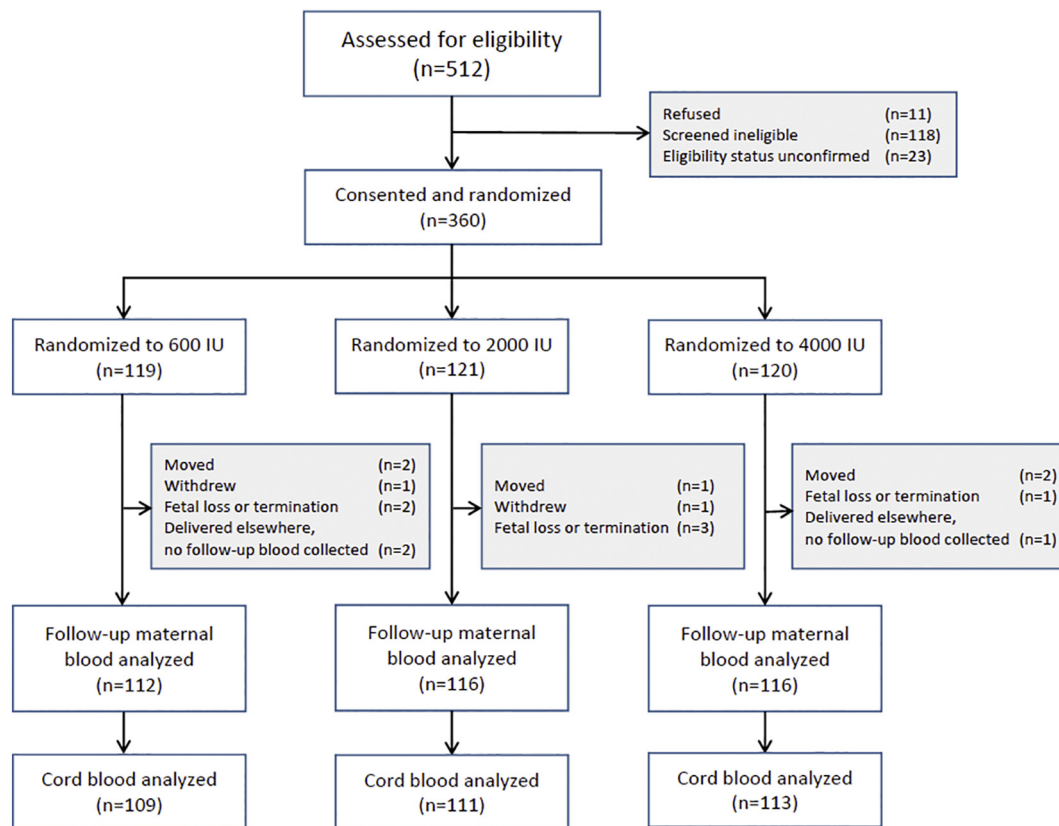 Assessed for eligibility
(n=512)
Refused (n=11)
Screened ineligible (n=118)
Eligibility status unconfirmed (n=23)
Consented and randomized
(n=360)
Randomized to 600 IU
(n=119)
Randomized to 2000 IU
(n=121)
Randomized to 4000 IU
(n=120)
Moved (n=2)
Withdrew (n=1)
Fetal loss or termination (n=2)
Delivered elsewhere,
no follow-up blood collected (n=2)
Moved (n=1)
Withdrew (n=1)
Fetal loss or termination (n=3)
Moved (n=2)
Fetal loss or termination (n=1)
Delivered elsewhere,
no follow-up blood collected (n=1)
Follow-up maternal
blood analyzed
(n=112)
Follow-up maternal
blood analyzed
(n=116)
Follow-up maternal
blood analyzed
(n=116)
Cord blood analyzed
(n=109)
Cord blood analyzed
(n=111)
Cord blood analyzed
(n=113)